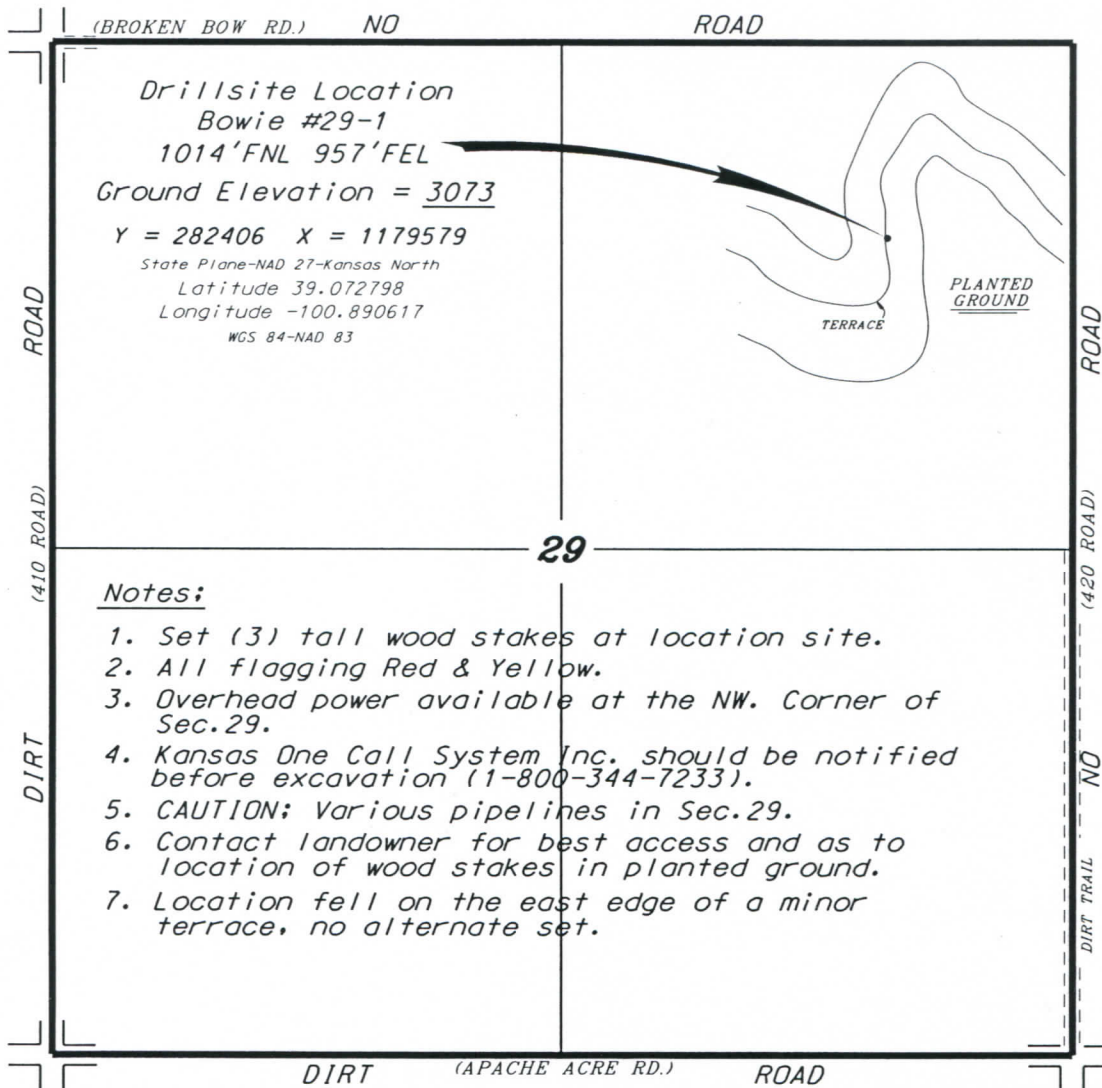 (BROKEN BOW RD.) NO ROAD
Drillsite Location
Bowie #29-1
1014'FNL 957'FEL
Ground Elevation = 3073
Y = 282406 X = 1179579
State Plane-NAD 27-Kansas North
Latitude 39.072798
Longitude -100.890617
WGS 84-NAD 83
PLANTED
GROUND
TERRACE
ROAD
(410 ROAD)
DIRT
ROAD
(420 ROAD)
NO
DIRT TRAIL
29
Notes:
1. Set (3) tall wood stakes at location site.
2. All flagging Red & Yellow.
3. Overhead power available at the NW. Corner of
Sec.29.
4. Kansas One Call System Inc. should be notified
before excavation (1-800-344-7233).
5. CAUTION: Various pipelines in Sec.29.
6. Contact landowner for best access and as to
location of wood stakes in planted ground.
7. Location fell on the east edge of a minor
terrace, no alternate set.
DIRT (APACHE ACRE RD.) ROAD